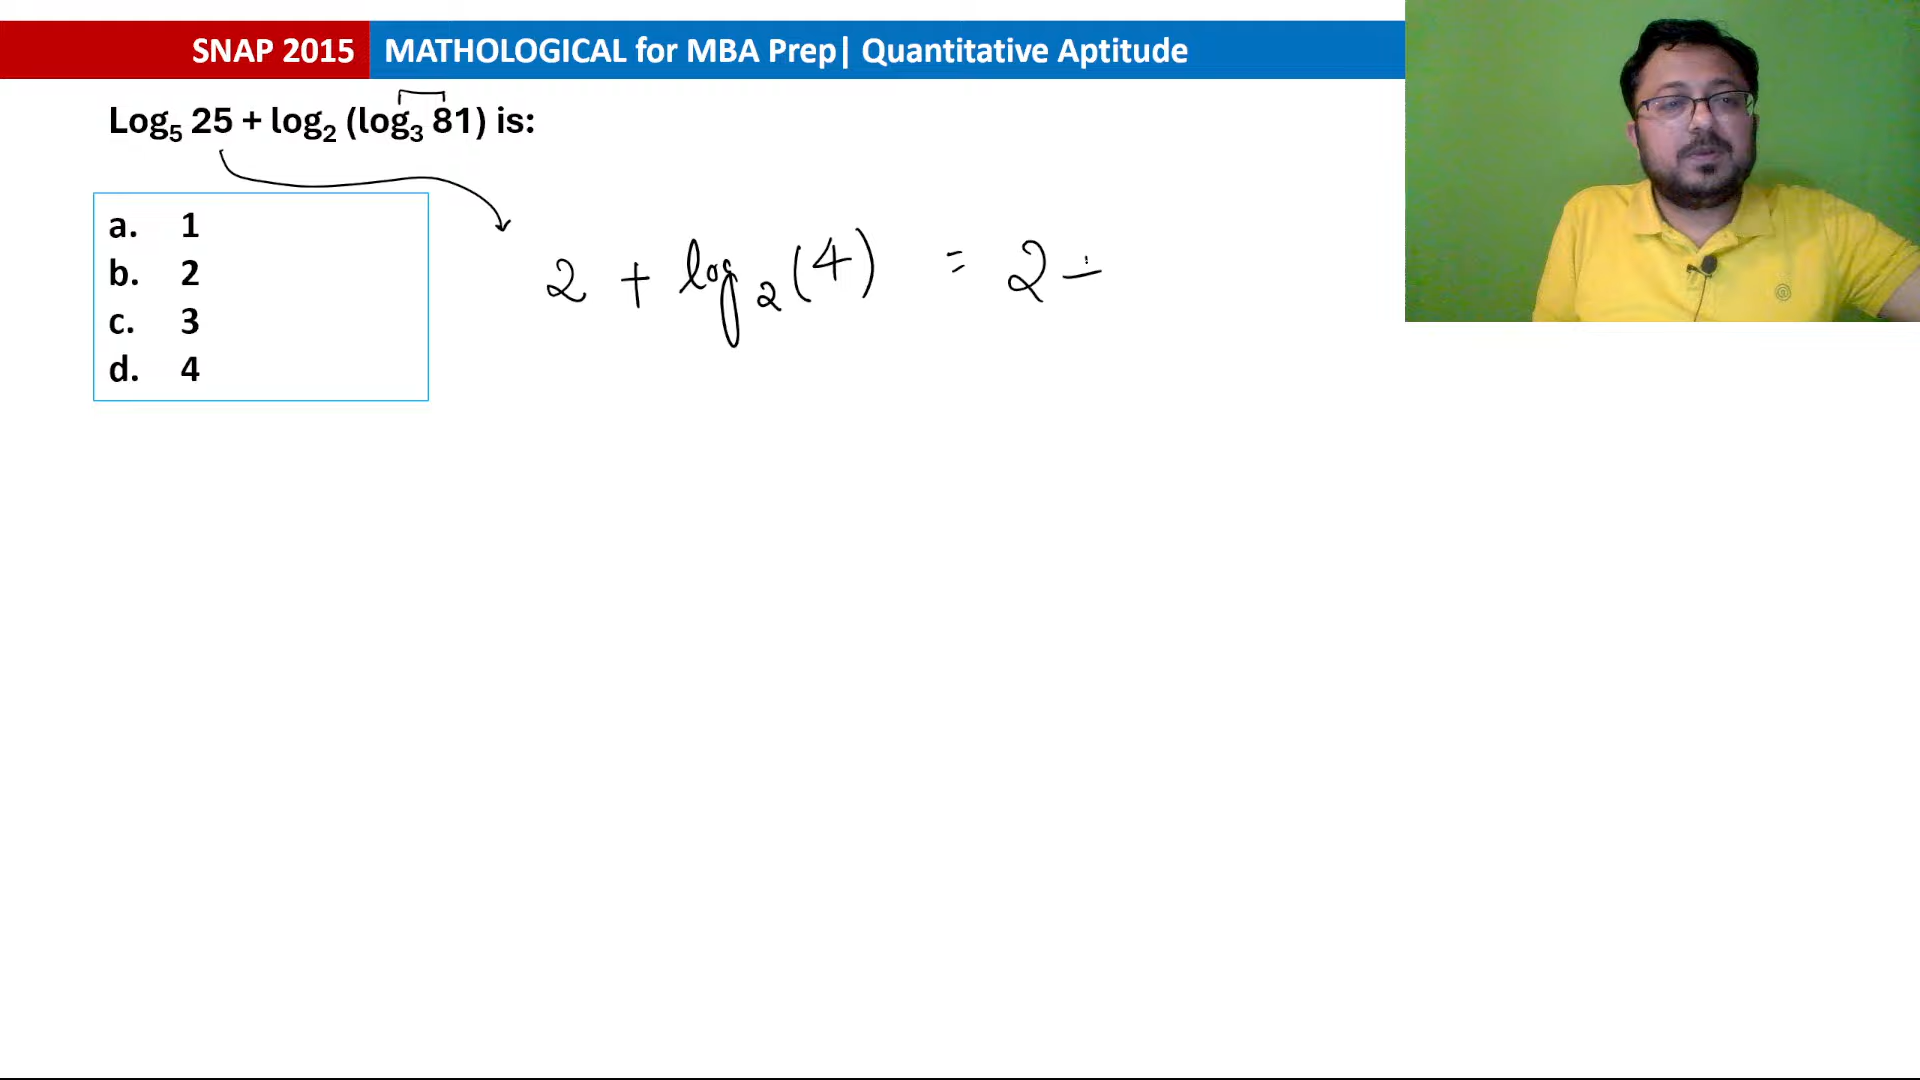 SNAP 2015 MATHOLOGICAL for MBA Prep| Quantitative Aptitude
Log₅ 25 + log₂ (log₃ 81) is:
a. 1
b. 2
c. 3
d. 4
2 + log₂ (4) = 2 –